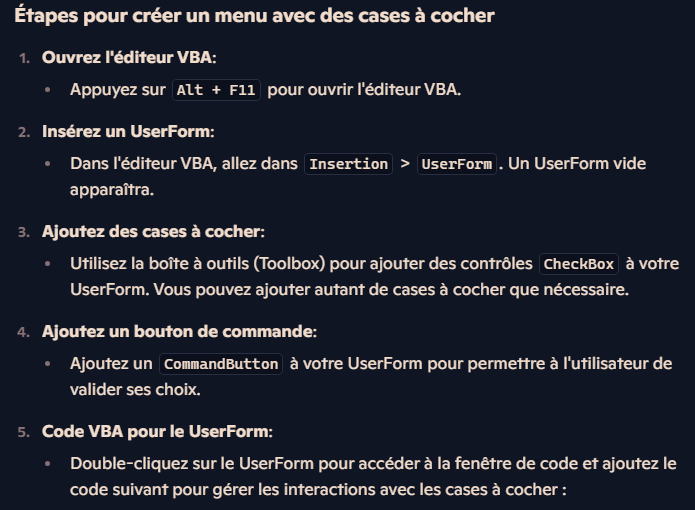 Étapes pour créer un menu avec des cases à cocher
1. Ouvrez l'éditeur VBA:
• Appuyez sur Alt + F11 pour ouvrir l'éditeur VBA.
2. Insérez un UserForm:
• Dans l'éditeur VBA, allez dans Insertion > UserForm. Un UserForm vide
apparaîtra.
3. Ajoutez des cases à cocher:
• Utilisez la boîte à outils (Toolbox) pour ajouter des contrôles CheckBox à votre
UserForm. Vous pouvez ajouter autant de cases à cocher que nécessaire.
4. Ajoutez un bouton de commande:
• Ajoutez un CommandButton à votre UserForm pour permettre à l'utilisateur de
valider ses choix.
5. Code VBA pour le UserForm:
• Double-cliquez sur le UserForm pour accéder à la fenêtre de code et ajoutez le
code suivant pour gérer les interactions avec les cases à cocher :